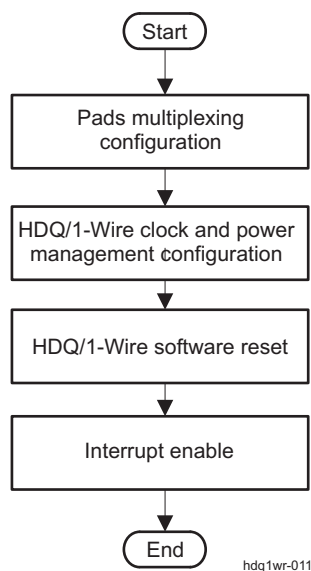 Start
Pads multiplexing
configuration
HDQ/1-Wire clock and power
management configuration
HDQ/1-Wire software reset
Interrupt enable
End
hdq1wr-011